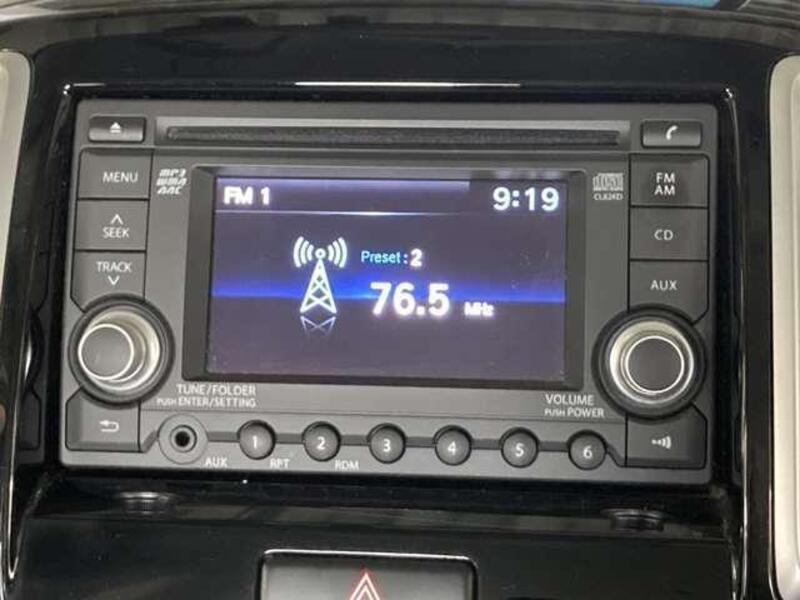 MENU
MP3
WMA
AAC
FM 1
9:19
CL62KD
FM
AM
SEEK
Preset : 2
CD
TRACK
76.5 MHz
AUX
TUNE/FOLDER
PUSH ENTER/SETTING
VOLUME
PUSH POWER
1 2 3 4 5 6
AUX RPT RDM